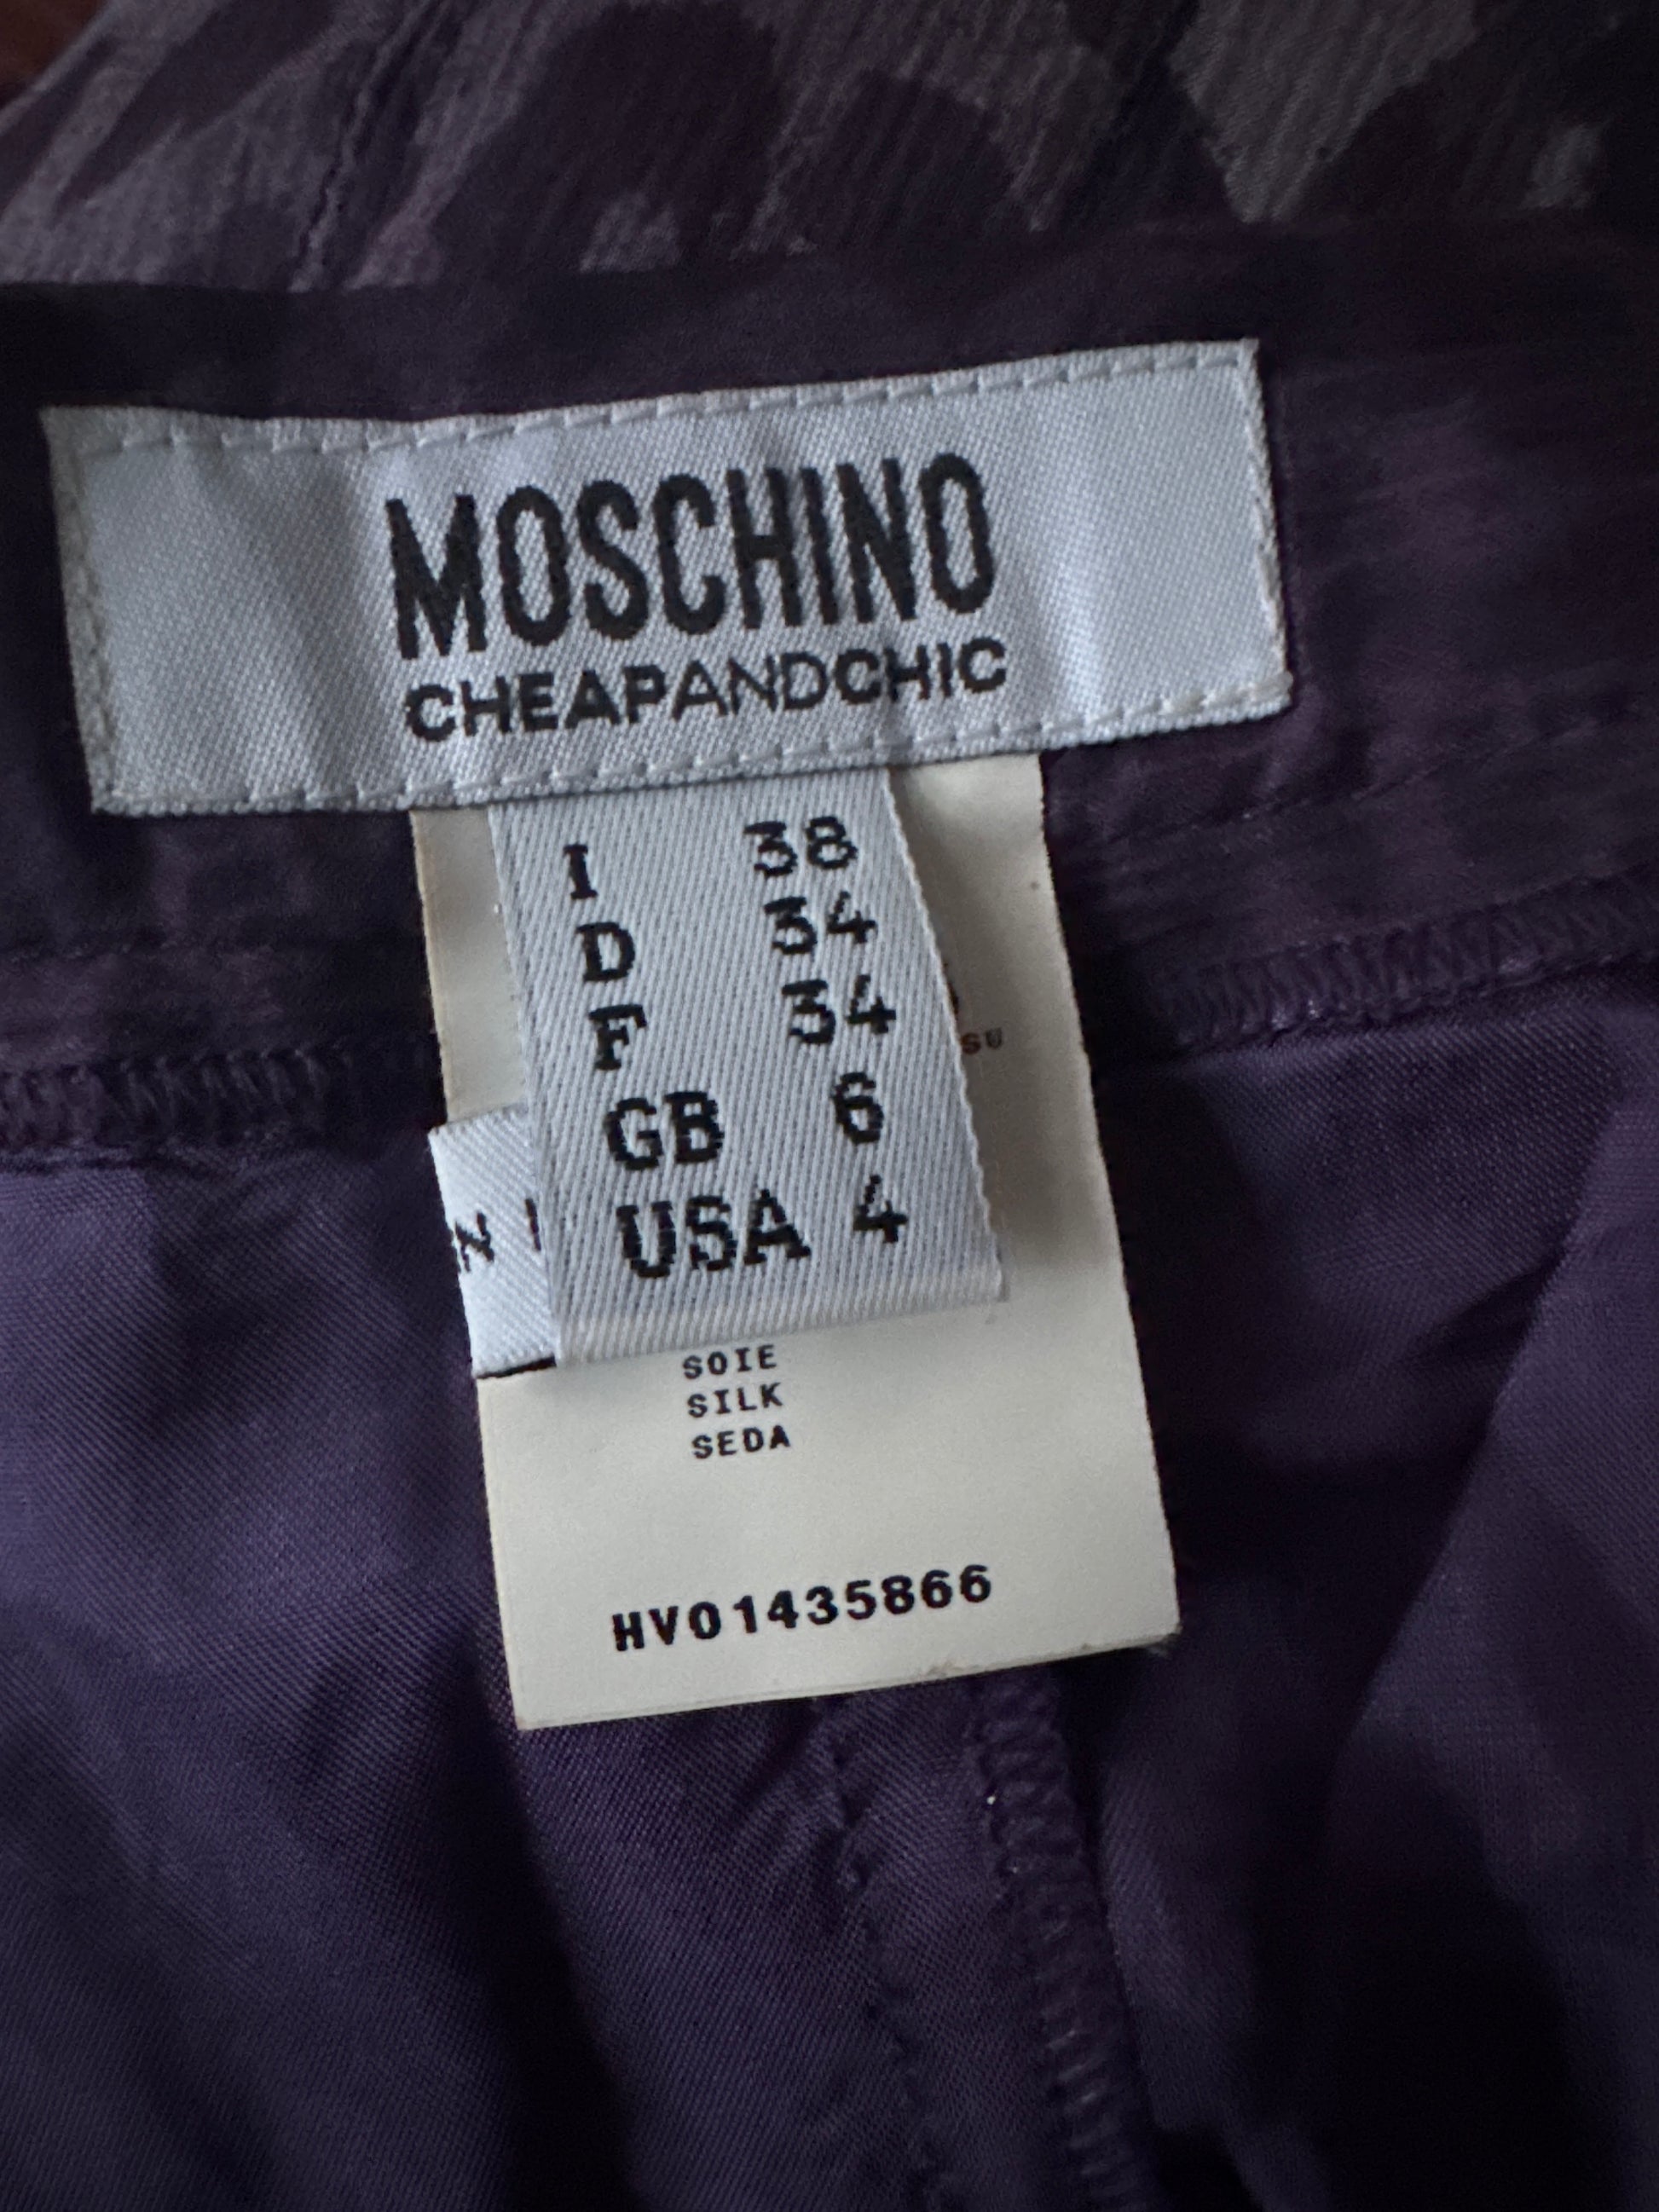 MOSCHINO
CHEAPANDCHIC
I 38
D 34
F 34
GB 6
USA 4
SOIE
SILK
SEDA
HV01435866